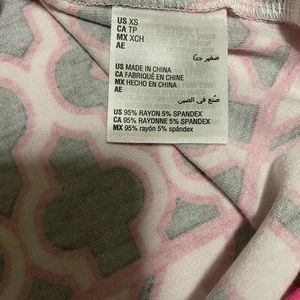 US XS
CA TP
MX XCH
AE
صغير جدًا
US MADE IN CHINA
CA FABRIQUÉ EN CHINE
MX HECHO EN CHINA
AE
صنع في الصين
US 95% RAYON 5% SPANDEX
CA 95% RAYONNE 5% SPANDEX
MX 95% rayón 5% spándex